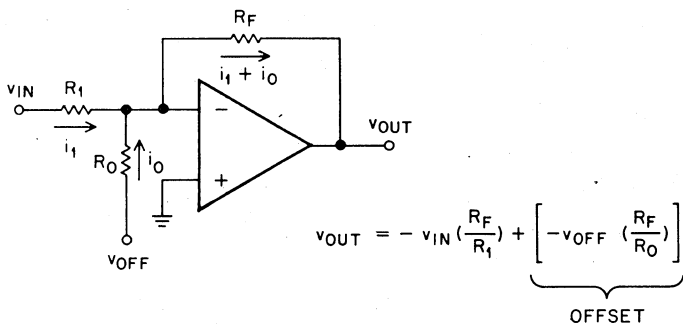 R_F
i_1 + i_0
v_IN
R_1
i_1
R_0
i_0
−
+
v_OUT
v_OFF
v_OUT = − v_IN (R_F/R_1) + [−v_OFF (R_F/R_0)]
OFFSET